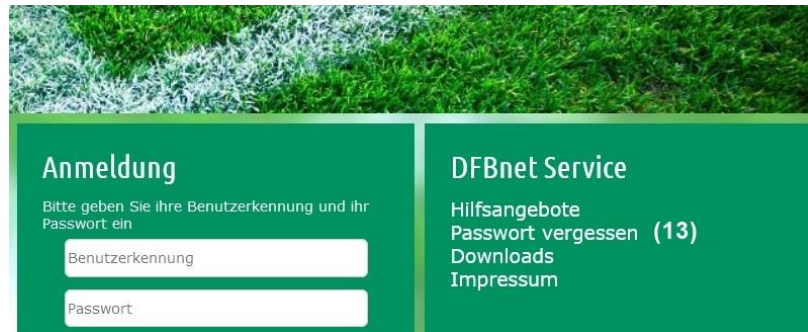 Anmeldung
Bitte geben Sie ihre Benutzerkennung und ihr
Passwort ein
Benutzerkennung
Passwort
DFBnet Service
Hilfsangebote
Passwort vergessen (13)
Downloads
Impressum